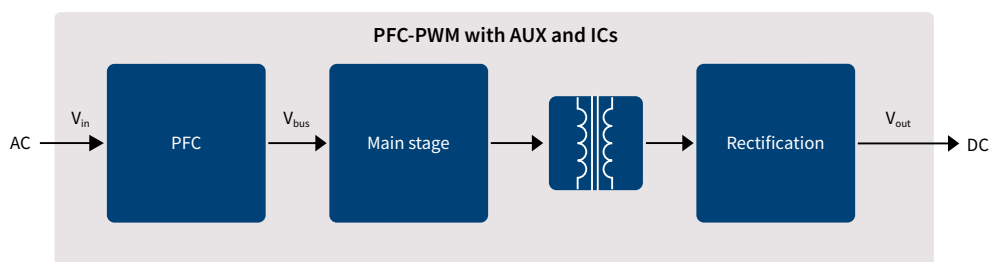 PFC-PWM with AUX and ICs
AC
Vin
PFC
Vbus
Main stage
Rectification
Vout
DC